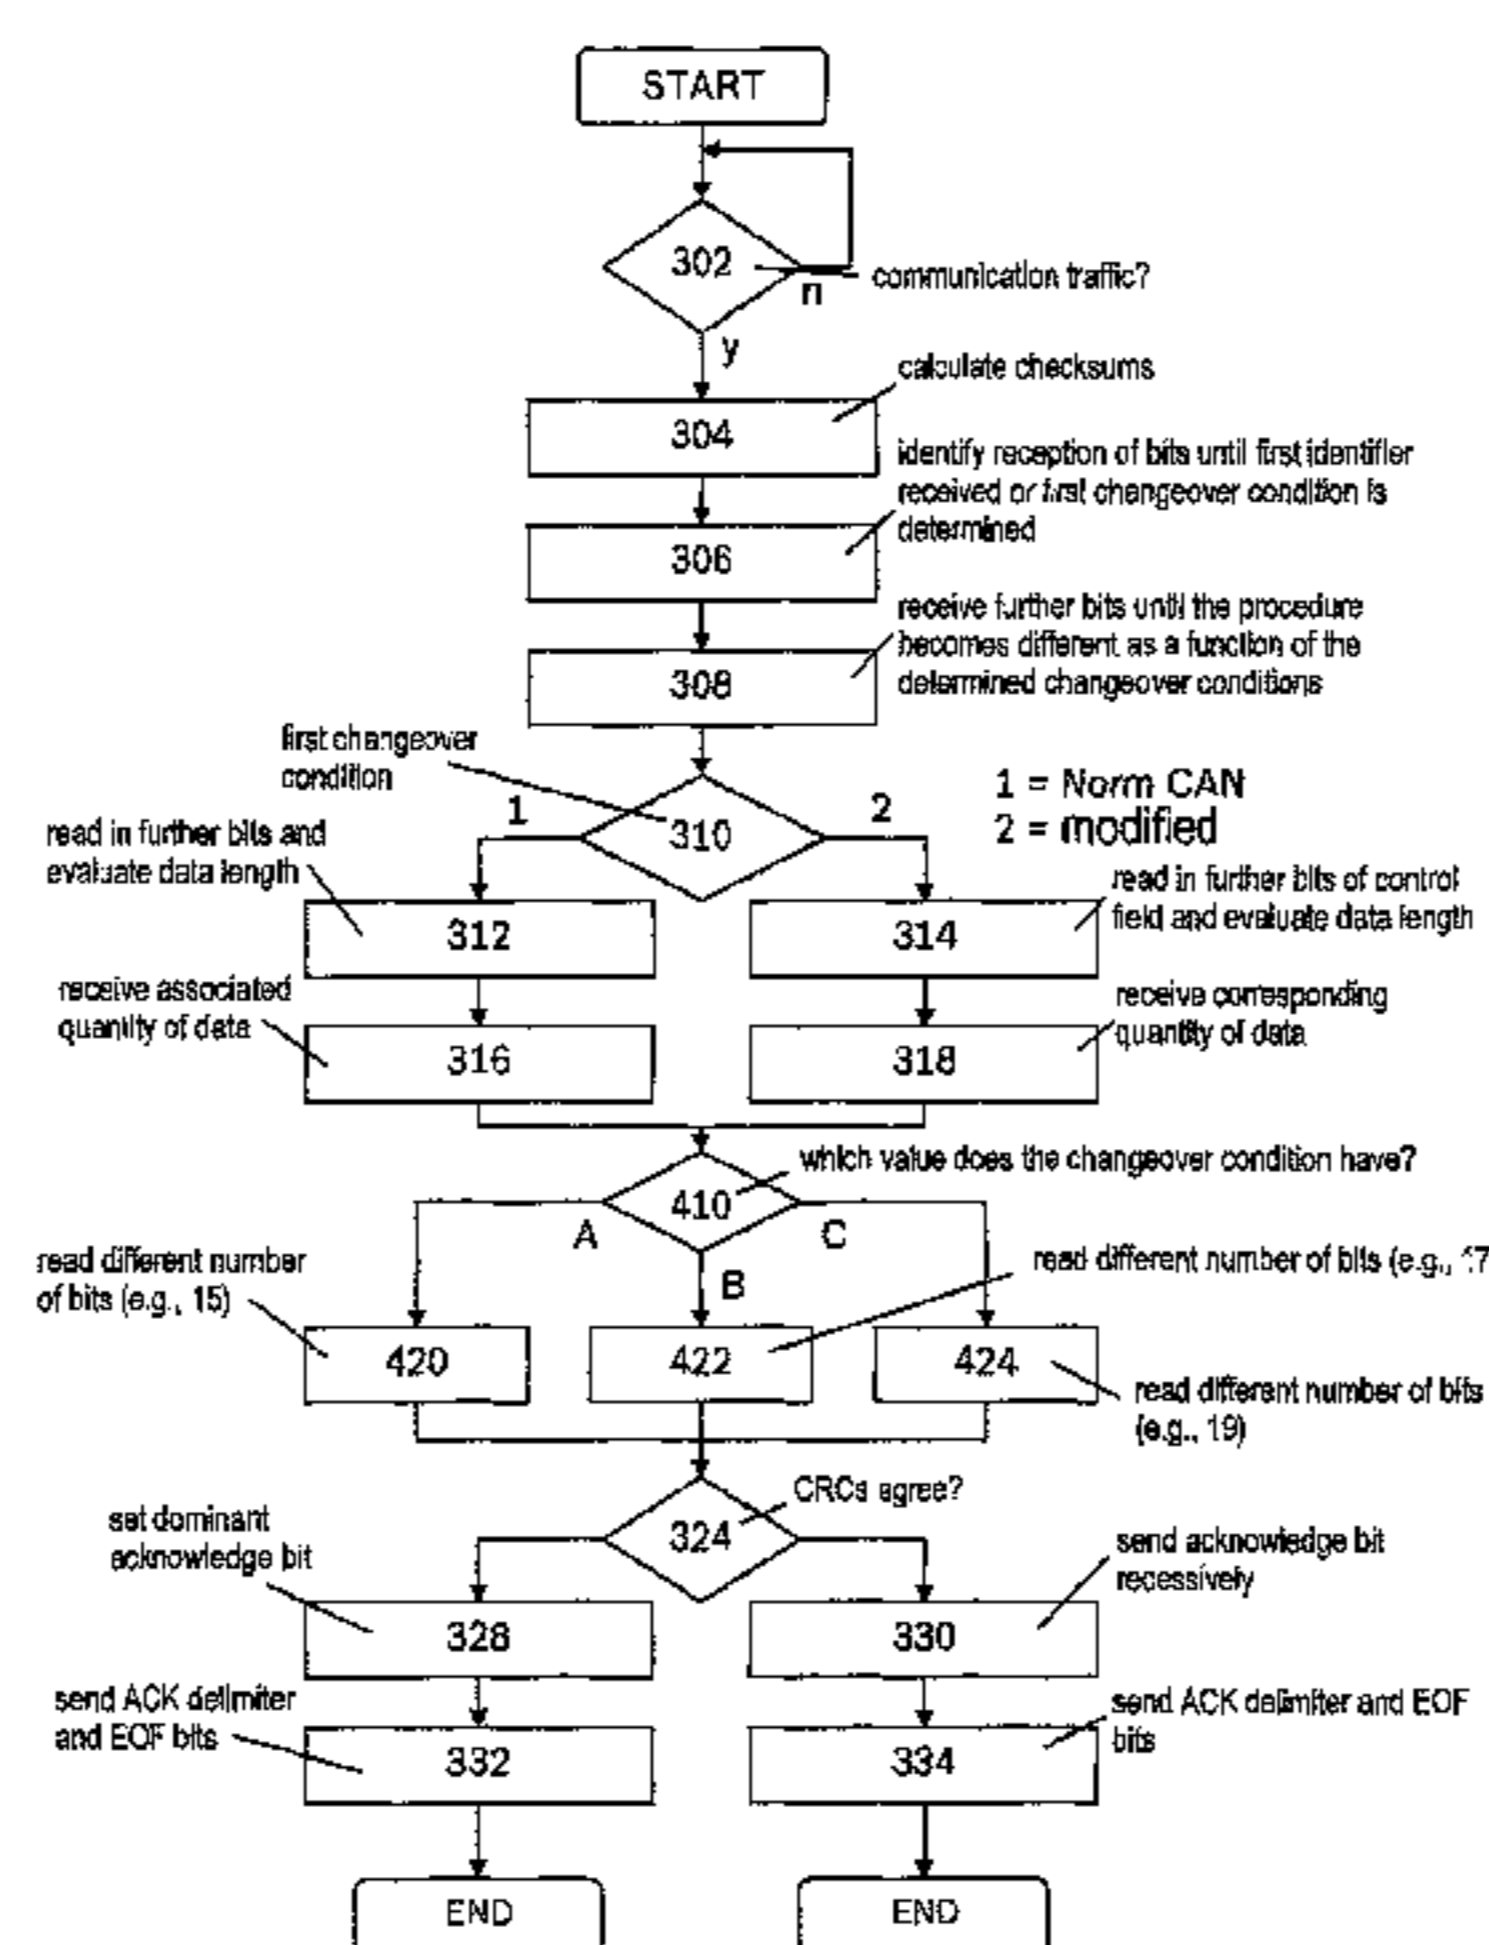 START
302
communication traffic?
n
y
calculate checksums
304
identify reception of bits until first identifier
received or first changeover condition is
determined
306
receive further bits until the procedure
becomes different as a function of the
determined changeover conditions
308
first changeover
condition
1 = Norm CAN
2 = modified
1
310
2
read in further bits and
evaluate data length
read in further bits of control
field and evaluate data length
312
314
receive associated
quantity of data
receive corresponding
quantity of data
316
318
which value does the changeover condition have?
410
A
B
C
read different number
of bits (e.g., 15)
read different number of bits (e.g., 17
420
422
424
read different number of bits
(e.g., 19)
CRCs agree?
324
set dominant
acknowledge bit
send acknowledge bit
recessively
328
330
send ACK delimiter
and EOF bits
send ACK delimiter and EOF
bits
332
334
END
END